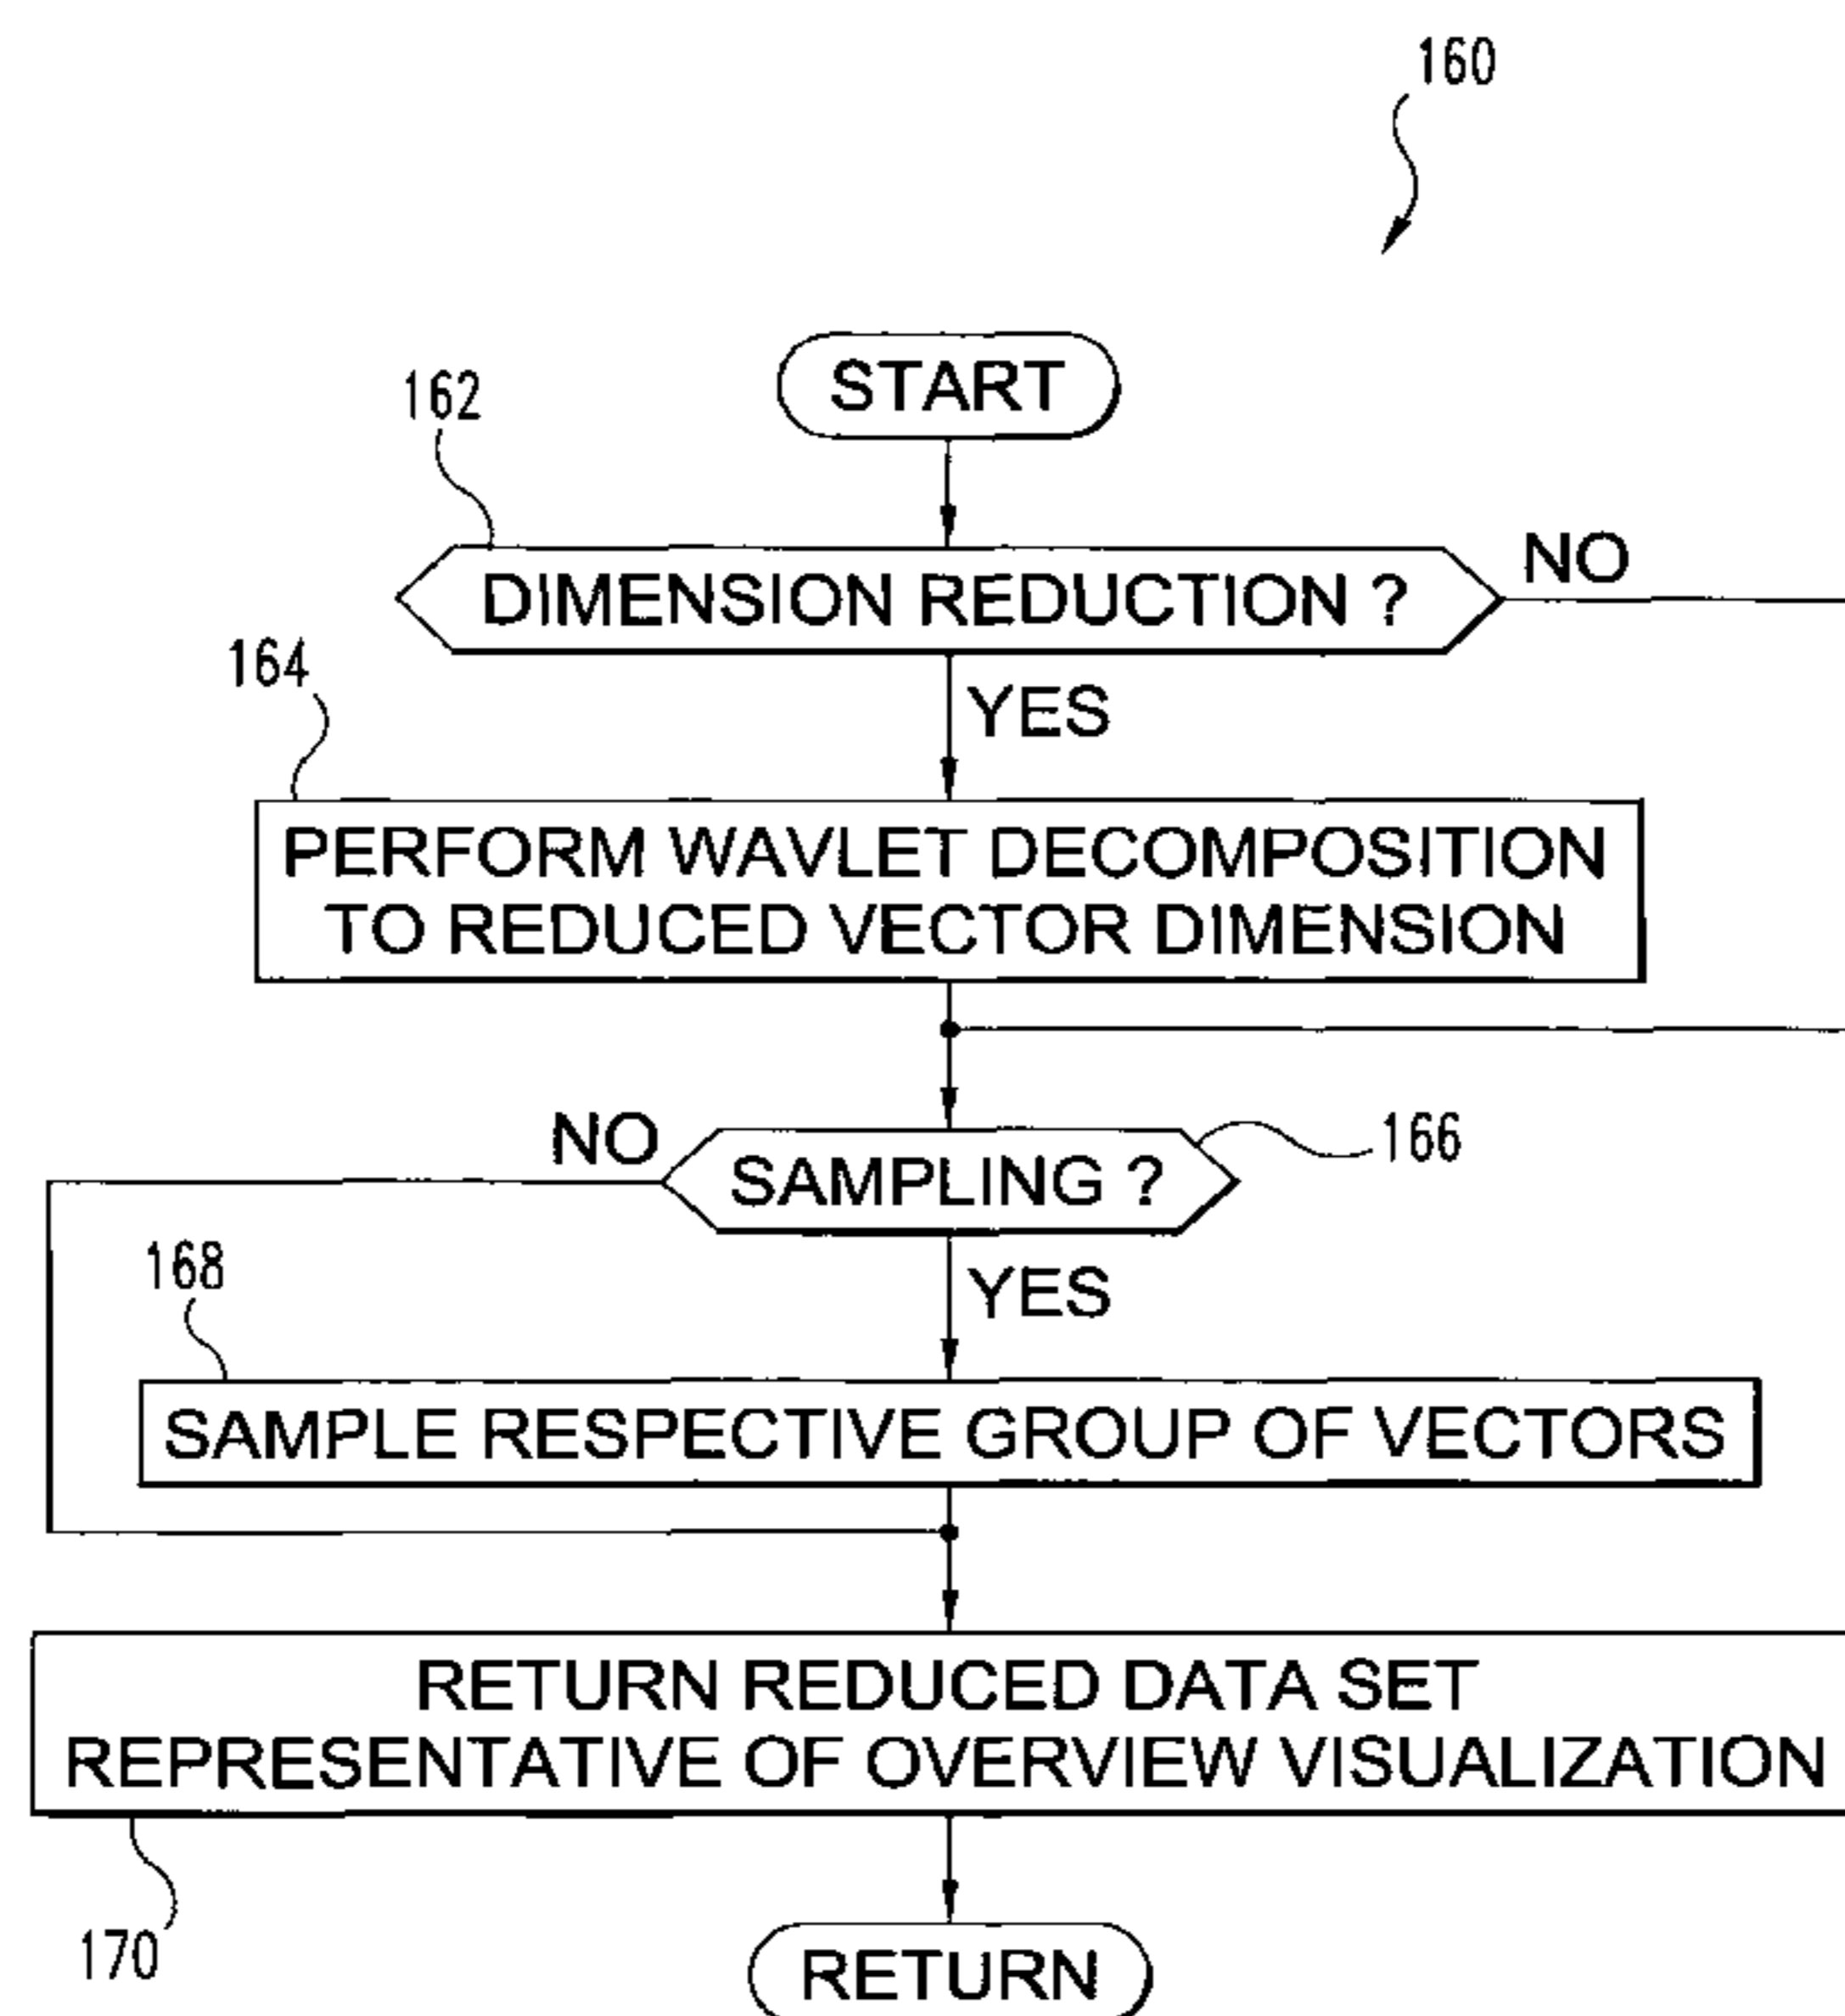 160
START
162
DIMENSION REDUCTION ?
NO
164
YES
PERFORM WAVLET DECOMPOSITION
TO REDUCED VECTOR DIMENSION
NO
SAMPLING ?
166
168
YES
SAMPLE RESPECTIVE GROUP OF VECTORS
RETURN REDUCED DATA SET
REPRESENTATIVE OF OVERVIEW VISUALIZATION
170
RETURN